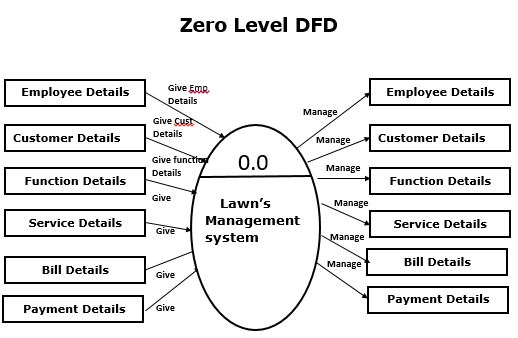 Zero Level DFD
Employee Details
Customer Details
Function Details
Service Details
Bill Details
Payment Details
Give Emp
Details
Give Cust
Details
Give function
Details
Give
Give
Give
Give
0.0
Lawn's
Management
system
Manage
Manage
Manage
Manage
Manage
Manage
Employee Details
Customer Details
Function Details
Service Details
Bill Details
Payment Details